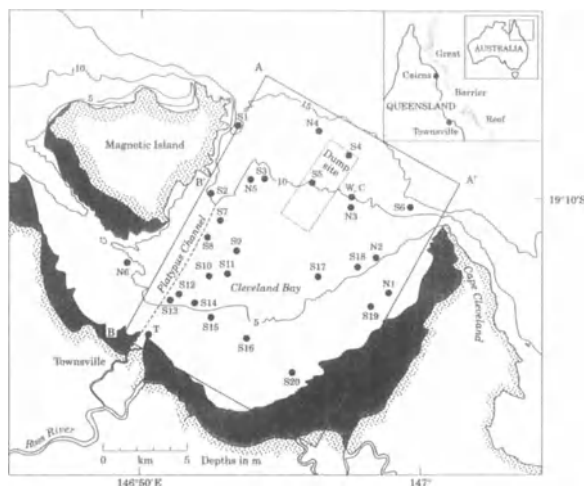 A
Great
Cairns
Barrier
QUEENSLAND
Reef
Townsville
AUSTRALIA
10
5
15
S1
N4
S4
Magnetic Island
Dump
site
A'
B'
S3
10
S5
N5
S2
W, C
N3
S6
19°10'S
S7
Platypus Channel
S8
S9
N2
N6
S18
S10
S11
S17
Cleveland Bay
N1
S12
S13
S14
S19
Cape Cleveland
S15
5
B
T
S16
Townsville
S20
Ross River
0
km
5
Depths in m
146°50'E
147°